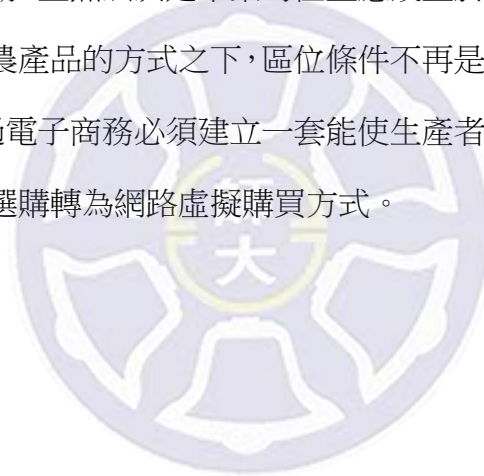 農產品的方式之下，區位條件不再是
電子商務必須建立一套能使生產者
選購轉為網路虛擬購買方式。
師大